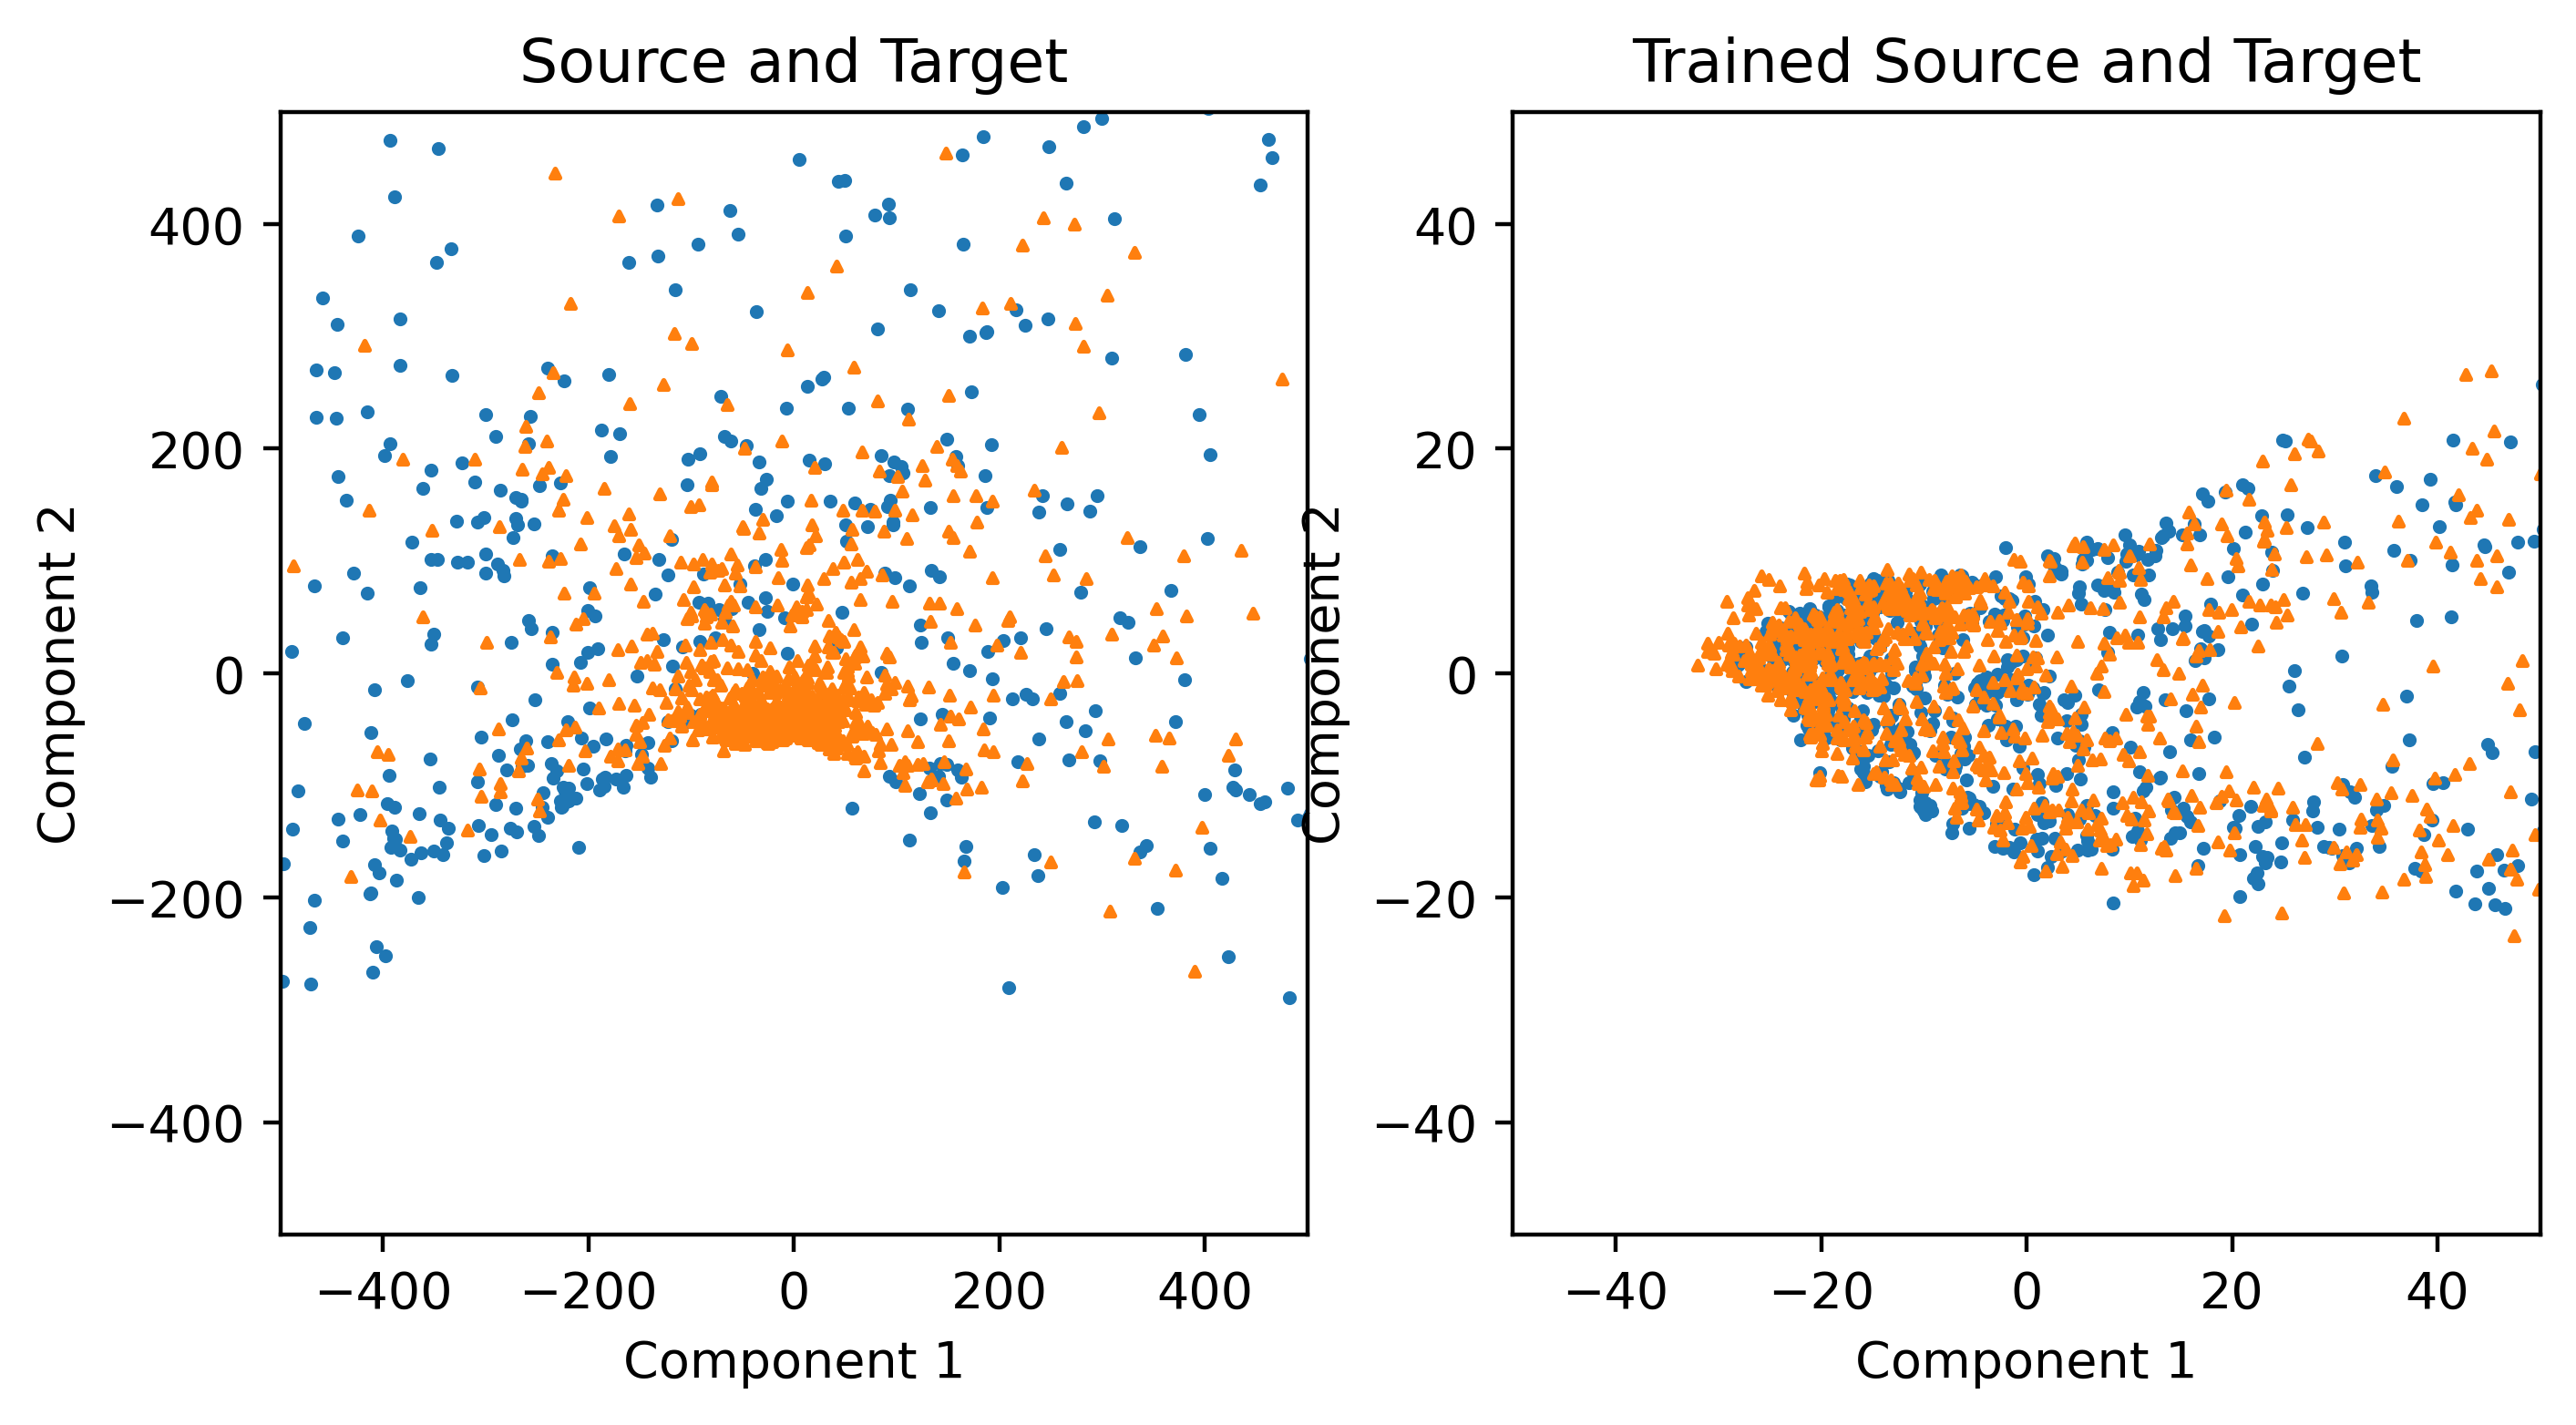 Source and Target
Trained Source and Target
400
200
0
−200
−400
Component 2
−400 −200 0 200 400
Component 1
40
20
0
−20
−40
Component 2
−40 −20 0 20 40
Component 1